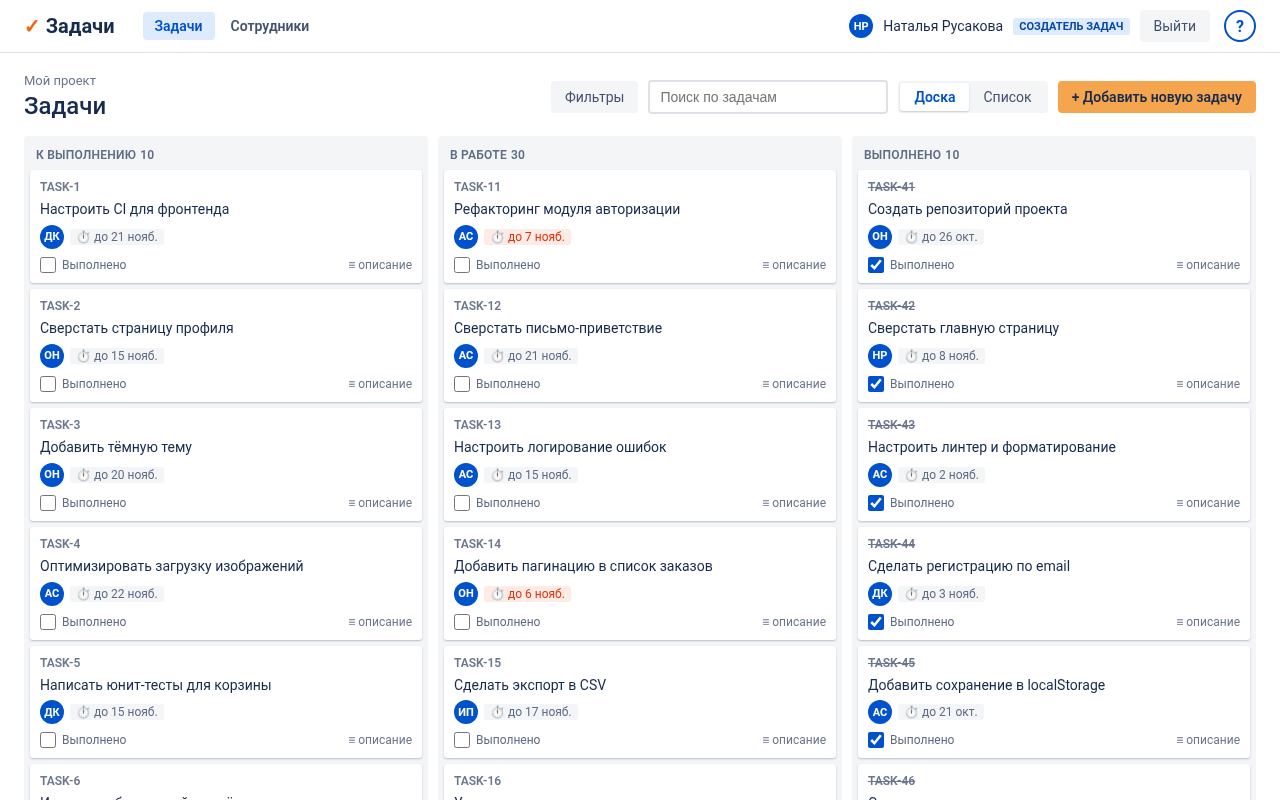 ✓ Задачи
Задачи
Сотрудники
НР
Наталья Русакова
СОЗДАТЕЛЬ ЗАДАЧ
Выйти
?
Мой проект
Задачи
Фильтры
Поиск по задачам
Доска
Список
+ Добавить новую задачу
К ВЫПОЛНЕНИЮ 10
TASK-1
Настроить CI для фронтенда
ДК
до 21 нояб.
Выполнено
≡ описание
TASK-2
Сверстать страницу профиля
ОН
до 15 нояб.
Выполнено
≡ описание
TASK-3
Добавить тёмную тему
ОН
до 20 нояб.
Выполнено
≡ описание
TASK-4
Оптимизировать загрузку изображений
АС
до 22 нояб.
Выполнено
≡ описание
TASK-5
Написать юнит-тесты для корзины
ДК
до 15 нояб.
Выполнено
≡ описание
TASK-6
В РАБОТЕ 30
TASK-11
Рефакторинг модуля авторизации
АС
до 7 нояб.
Выполнено
≡ описание
TASK-12
Сверстать письмо-приветствие
АС
до 21 нояб.
Выполнено
≡ описание
TASK-13
Настроить логирование ошибок
АС
до 15 нояб.
Выполнено
≡ описание
TASK-14
Добавить пагинацию в список заказов
ОН
до 6 нояб.
Выполнено
≡ описание
TASK-15
Сделать экспорт в CSV
ИП
до 17 нояб.
Выполнено
≡ описание
TASK-16
ВЫПОЛНЕНО 10
TASK-41
Создать репозиторий проекта
ОН
до 26 окт.
Выполнено
≡ описание
TASK-42
Сверстать главную страницу
НР
до 8 нояб.
Выполнено
≡ описание
TASK-43
Настроить линтер и форматирование
АС
до 2 нояб.
Выполнено
≡ описание
TASK-44
Сделать регистрацию по email
ДК
до 3 нояб.
Выполнено
≡ описание
TASK-45
Добавить сохранение в localStorage
АС
до 21 окт.
Выполнено
≡ описание
TASK-46